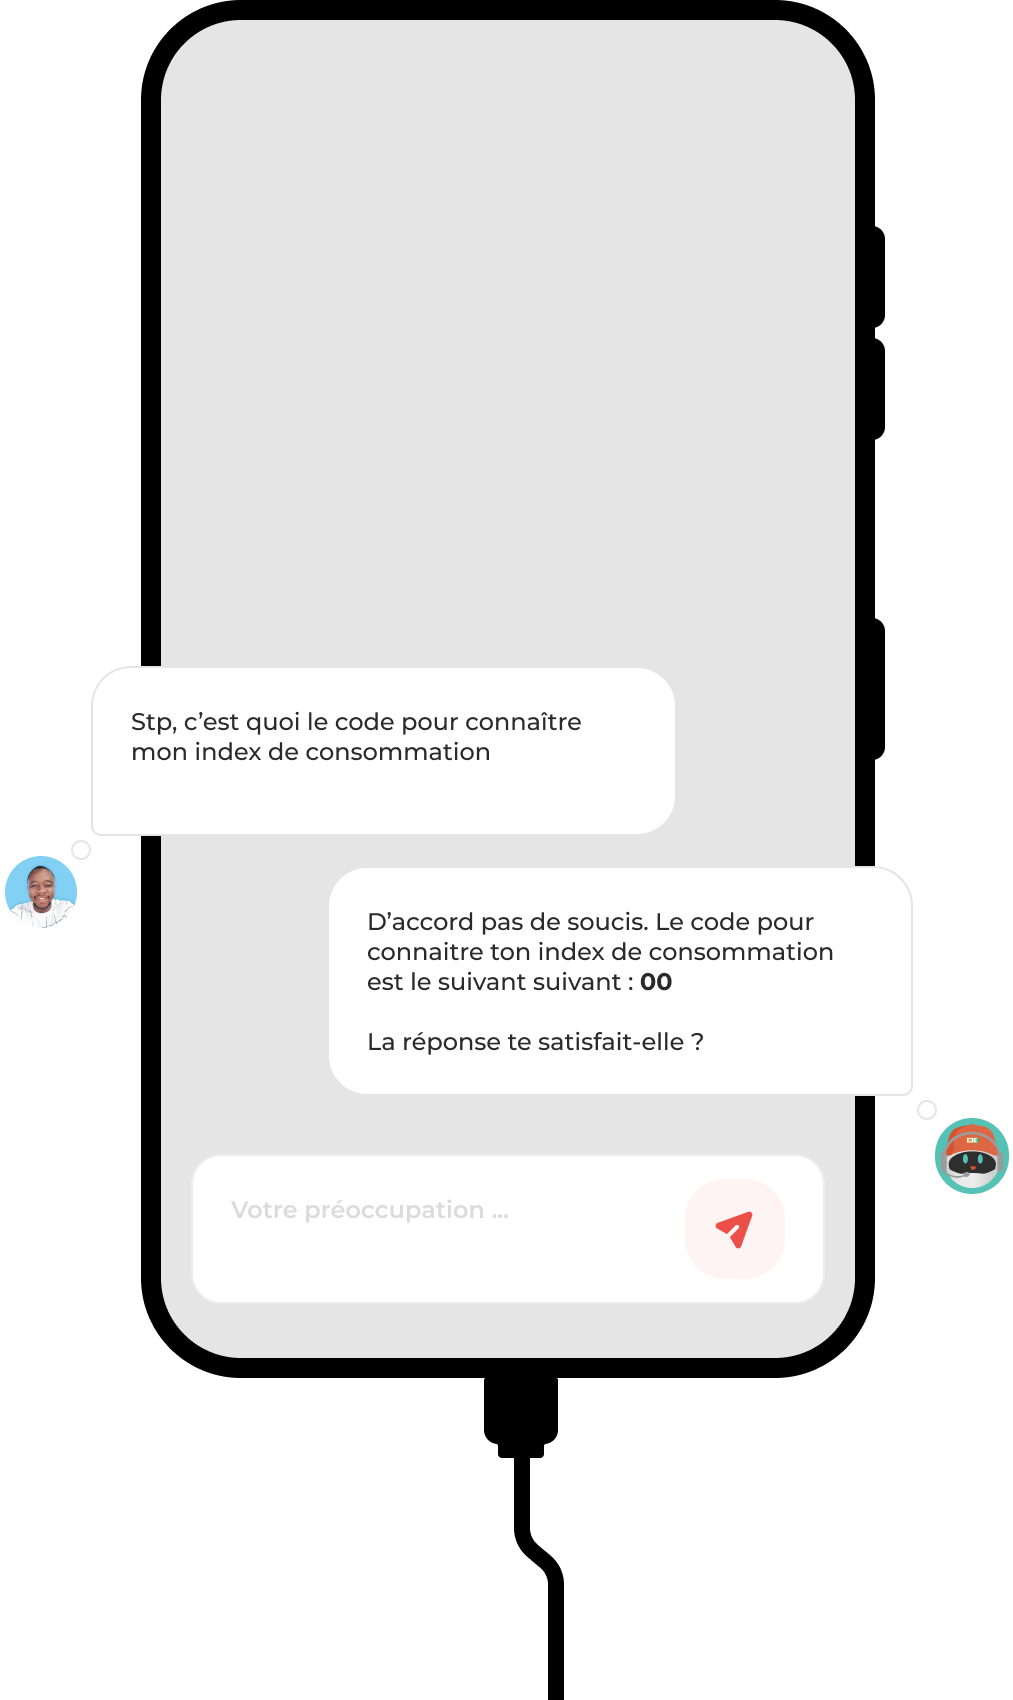 Stp, c’est quoi le code pour connaître
mon index de consommation
D’accord pas de soucis. Le code pour
connaitre ton index de consommation
est le suivant suivant : 00
La réponse te satisfait-elle ?
Votre préoccupation ...